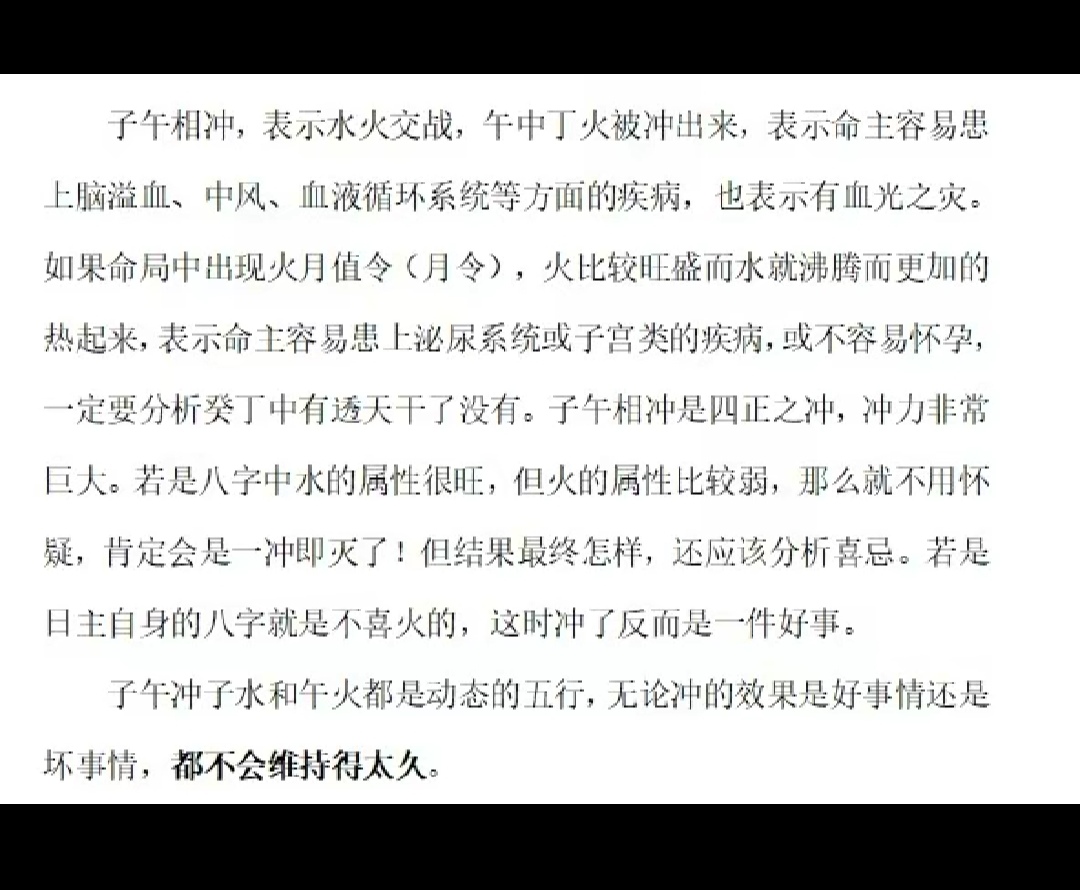 子午相冲，表示水火交战，午中丁火被冲出来，表示命主容易患
上脑溢血、中风、血液循环系统等方面的疾病，也表示有血光之灾。
如果命局中出现火月值令（月令），火比较旺盛而水就沸腾而更加的
热起来，表示命主容易患上泌尿系统或子宫类的疾病，或不容易怀孕，
一定要分析癸丁中有透天干了没有。子午相冲是四正之冲，冲力非常
巨大。若是八字中水的属性很旺，但火的属性比较弱，那么就不用怀
疑，肯定会是一冲即灭了！但结果最终怎样，还应该分析喜忌。若是
日主自身的八字就是不喜火的，这时冲了反而是一件好事。
子午冲子水和午火都是动态的五行，无论冲的效果是好事情还是
坏事情，都不会维持得太久。